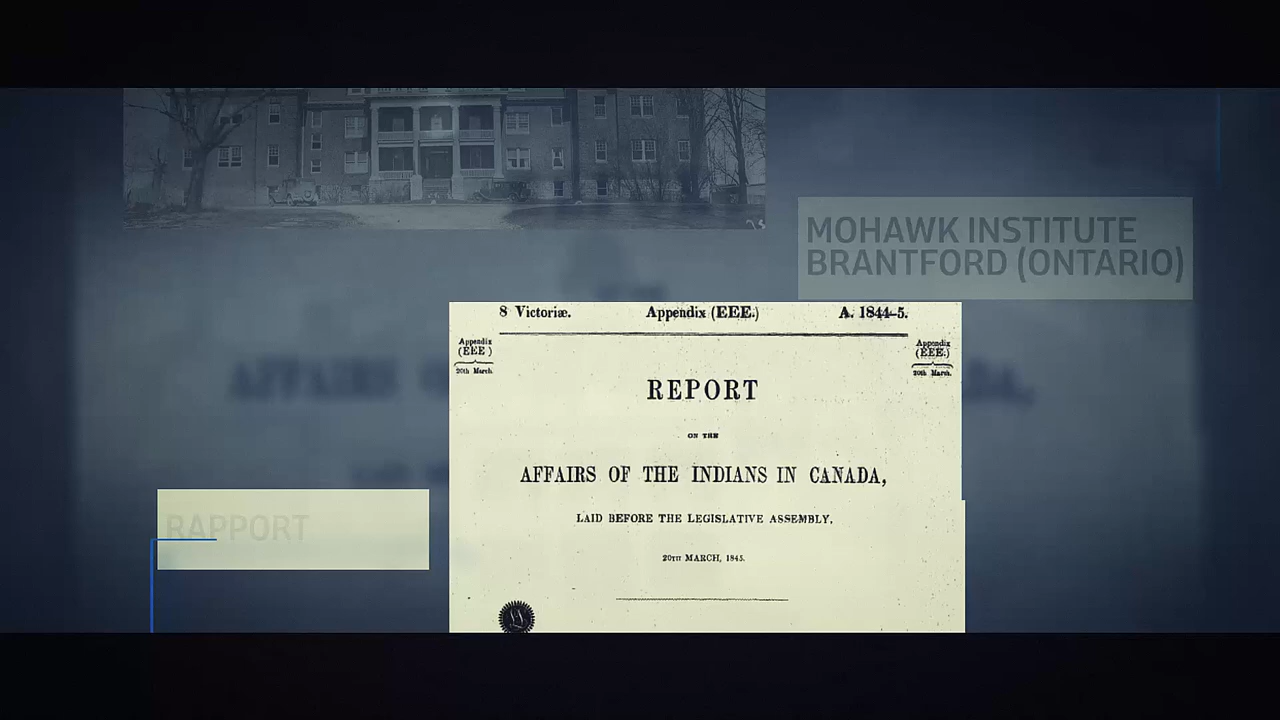 MOHAWK INSTITUTE
BRANTFORD (ONTARIO)
8 Victoriæ.
Appendix (EEE.)
A. 1844-5.
Appendix
(EEE )
20th March.
Appendix
(EEE.)
20th March.
REPORT
ON THE
AFFAIRS OF THE INDIANS IN CANADA,
LAID BEFORE THE LEGISLATIVE ASSEMBLY,
20TH MARCH, 1845.
RAPPORT